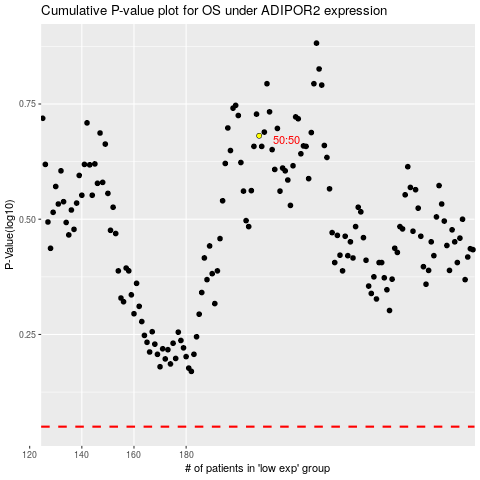 Cumulative P-value plot for OS under ADIPOR2 expression
P-Value(log10)
0.75
0.50
0.25
50:50
120
140
160
180
# of patients in 'low exp' group